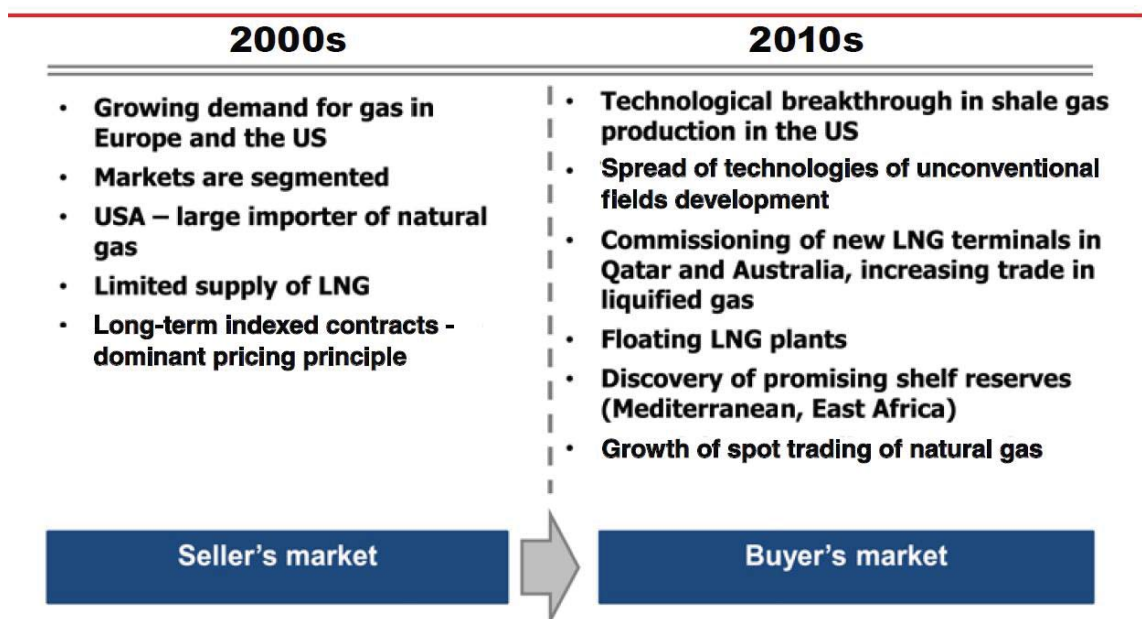 2000s
• Growing demand for gas in
Europe and the US
• Markets are segmented
• USA – large importer of natural
gas
• Limited supply of LNG
• Long-term indexed contracts -
dominant pricing principle
Seller's market
2010s
• Technological breakthrough in shale gas
production in the US
• Spread of technologies of unconventional
fields development
• Commissioning of new LNG terminals in
Qatar and Australia, increasing trade in
liquified gas
• Floating LNG plants
• Discovery of promising shelf reserves
(Mediterranean, East Africa)
• Growth of spot trading of natural gas
Buyer's market